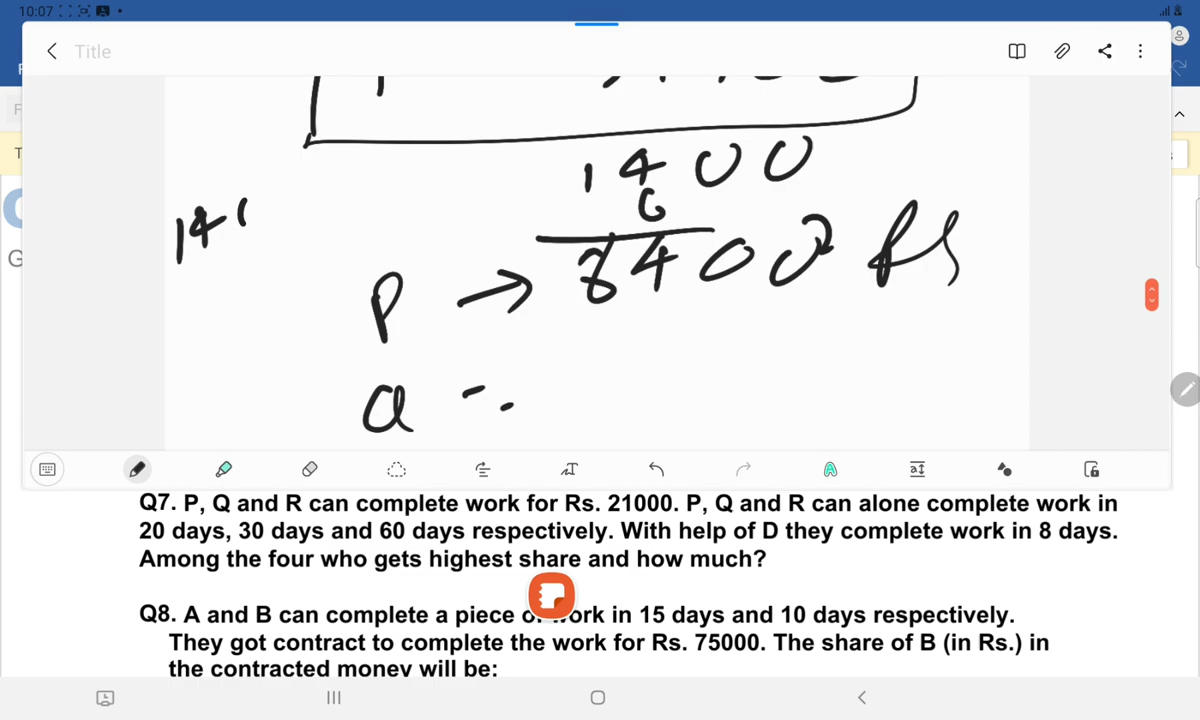 10:07
Title
1400
6
141
8400 Rs
P →
Q
Q7. P, Q and R can complete work for Rs. 21000. P, Q and R can alone complete work in
20 days, 30 days and 60 days respectively. With help of D they complete work in 8 days.
Among the four who gets highest share and how much?
Q8. A and B can complete a piece of work in 15 days and 10 days respectively.
They got contract to complete the work for Rs. 75000. The share of B (in Rs.) in
the contracted money will be: